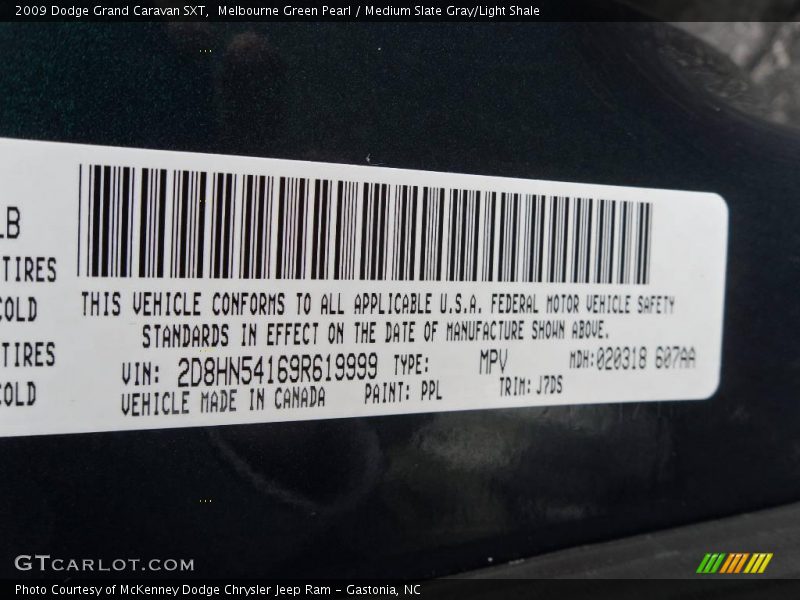 2009 Dodge Grand Caravan SXT, Melbourne Green Pearl / Medium Slate Gray/Light Shale
LB
TIRES
COLD
TIRES
COLD
THIS VEHICLE CONFORMS TO ALL APPLICABLE U.S.A. FEDERAL MOTOR VEHICLE SAFETY
STANDARDS IN EFFECT ON THE DATE OF MANUFACTURE SHOWN ABOVE.
VIN: 2D8HN54169R619999 TYPE: MPV MDH:020318 607AA
VEHICLE MADE IN CANADA PAINT: PPL TRIM: J7DS
GTCARLOT.COM
Photo Courtesy of McKenney Dodge Chrysler Jeep Ram - Gastonia, NC